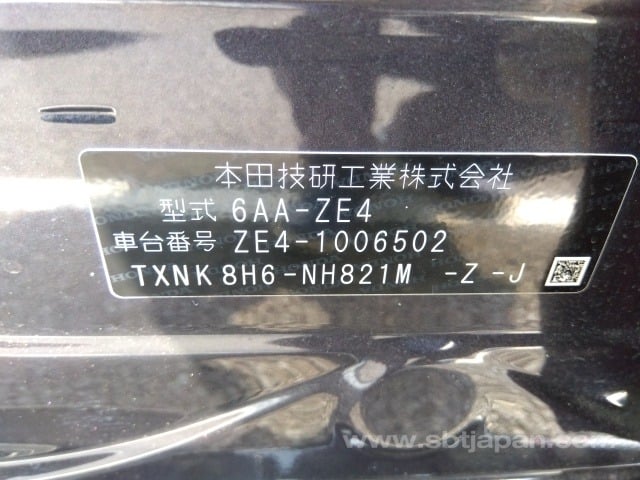 本田技研工業株式会社
型式 6AA-ZE4
車台番号 ZE4-1006502
TXNK 8H6-NH821M -Z -J
www.sbtjapan.com